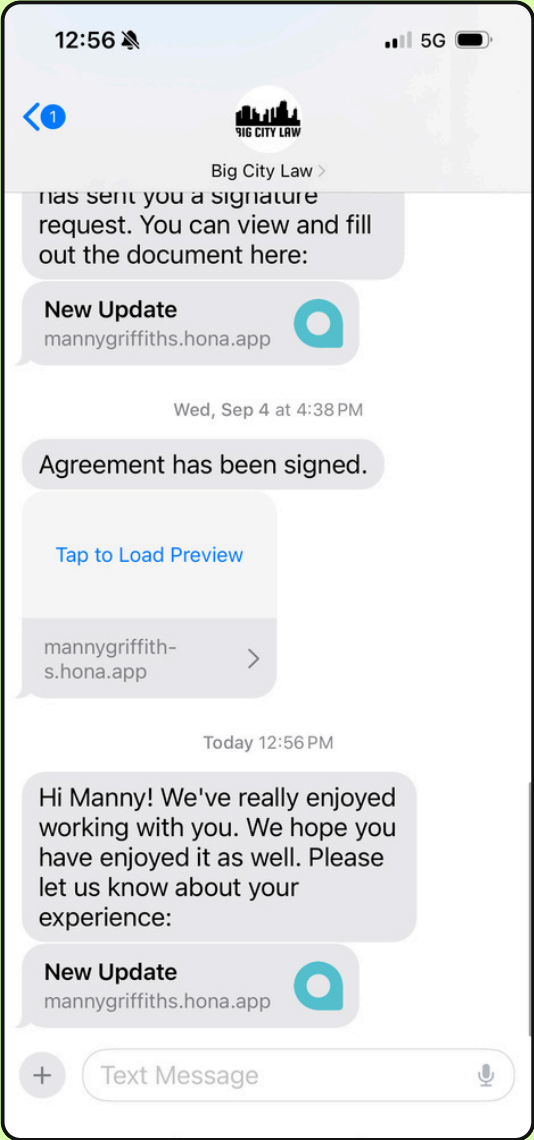 12:56
5G
1
BIG CITY LAW
Big City Law
has sent you a signature
request. You can view and fill
out the document here:
New Update
mannygriffiths.hona.app
Wed, Sep 4 at 4:38 PM
Agreement has been signed.
Tap to Load Preview
mannygriffith-
s.hona.app
Today 12:56 PM
Hi Manny! We've really enjoyed
working with you. We hope you
have enjoyed it as well. Please
let us know about your
experience:
New Update
mannygriffiths.hona.app
+
Text Message